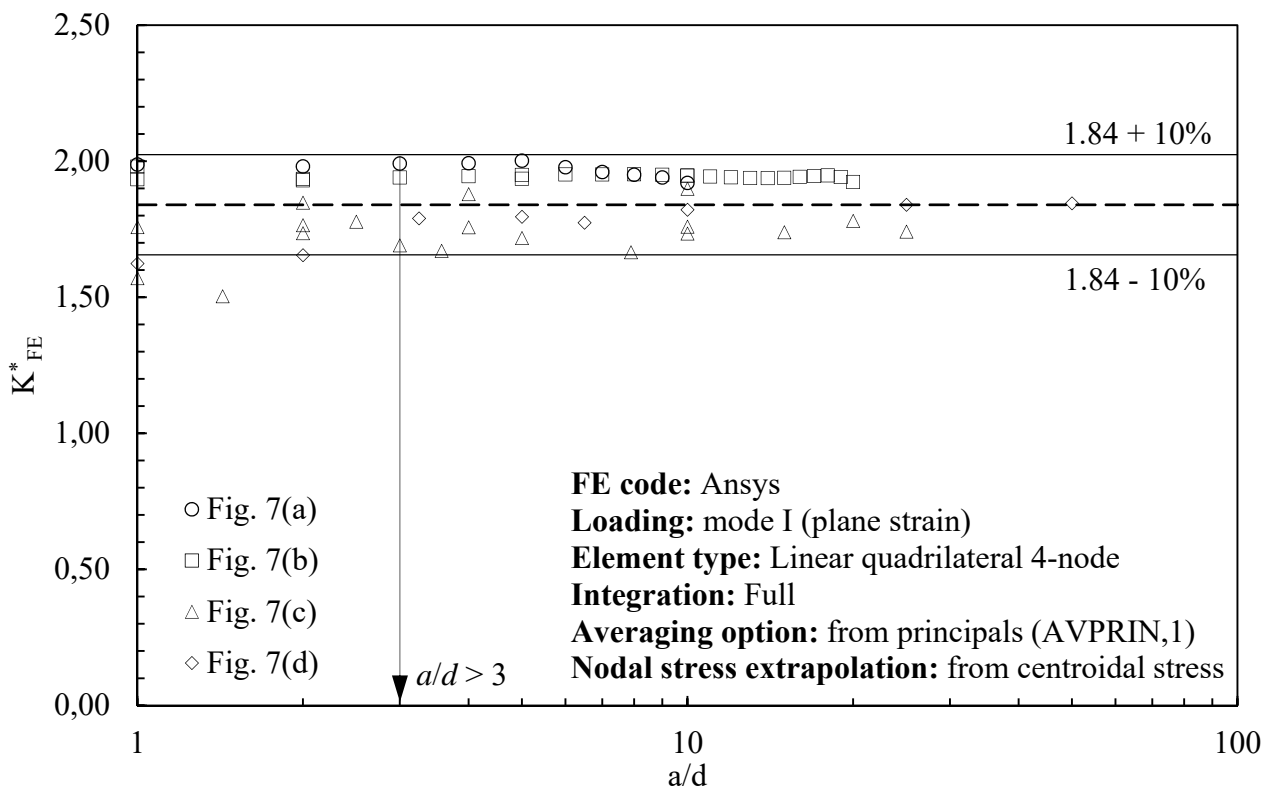 2,50
2,00
1,50
1,00
0,50
0,00
K*FE
1.84 + 10%
1.84 - 10%
Fig. 7(a)
Fig. 7(b)
Fig. 7(c)
Fig. 7(d)
a/d > 3
FE code: Ansys
Loading: mode I (plane strain)
Element type: Linear quadrilateral 4-node
Integration: Full
Averaging option: from principals (AVPRIN,1)
Nodal stress extrapolation: from centroidal stress
1
10
100
a/d